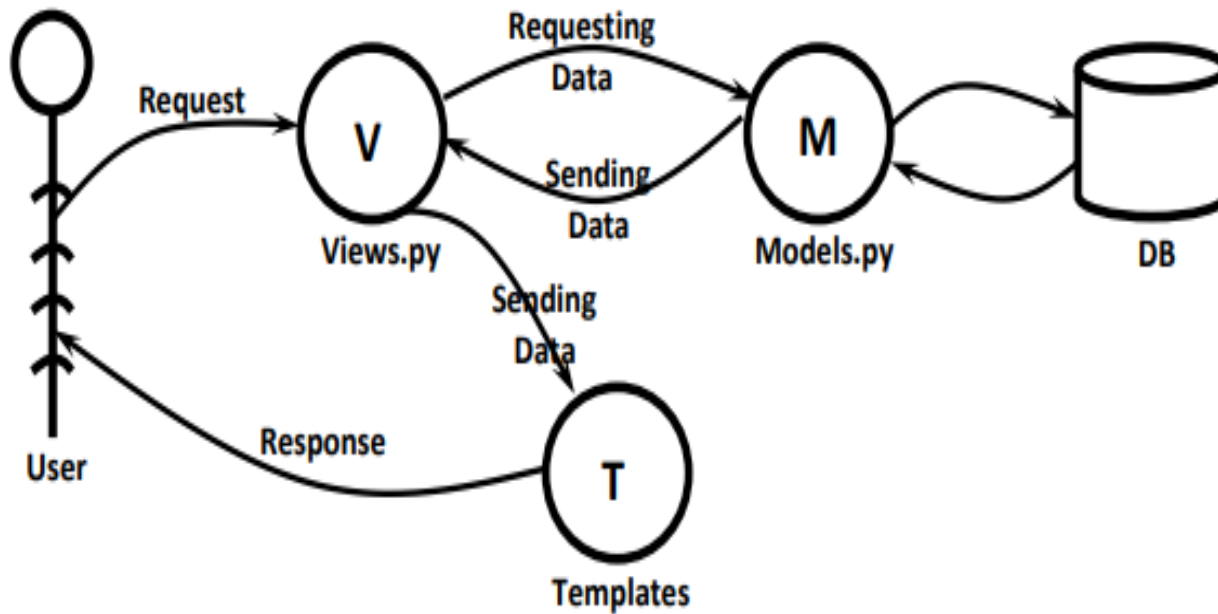 Requesting
Data
Request
V
M
Sending
Data
Views.py
Models.py
DB
Sending
Data
Response
User
T
Templates